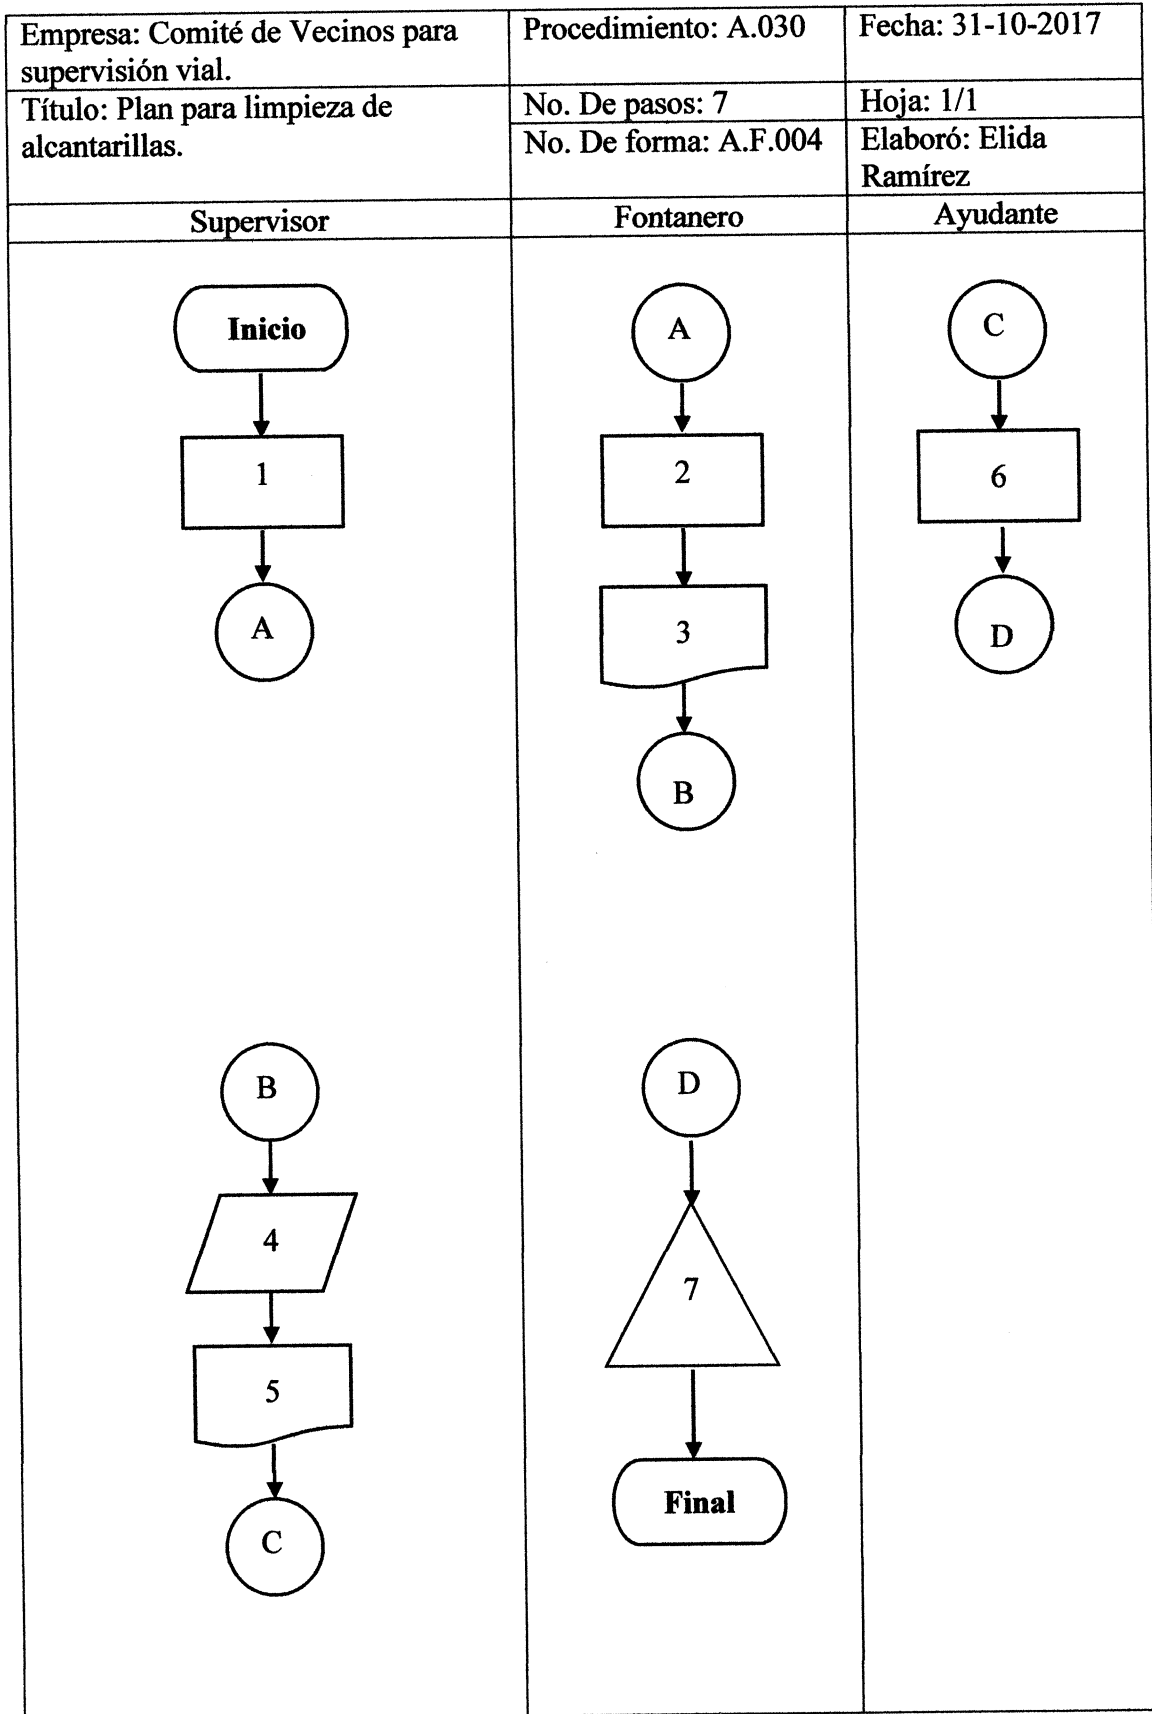 Empresa: Comité de Vecinos para
supervisión vial.
Procedimiento: A.030
Fecha: 31-10-2017
Título: Plan para limpieza de
alcantarillas.
No. De pasos: 7
Hoja: 1/1
No. De forma: A.F.004
Elaboró: Elida
Ramírez
Supervisor
Fontanero
Ayudante
Inicio
1
A
A
2
3
B
C
6
D
B
4
5
C
D
7
Final